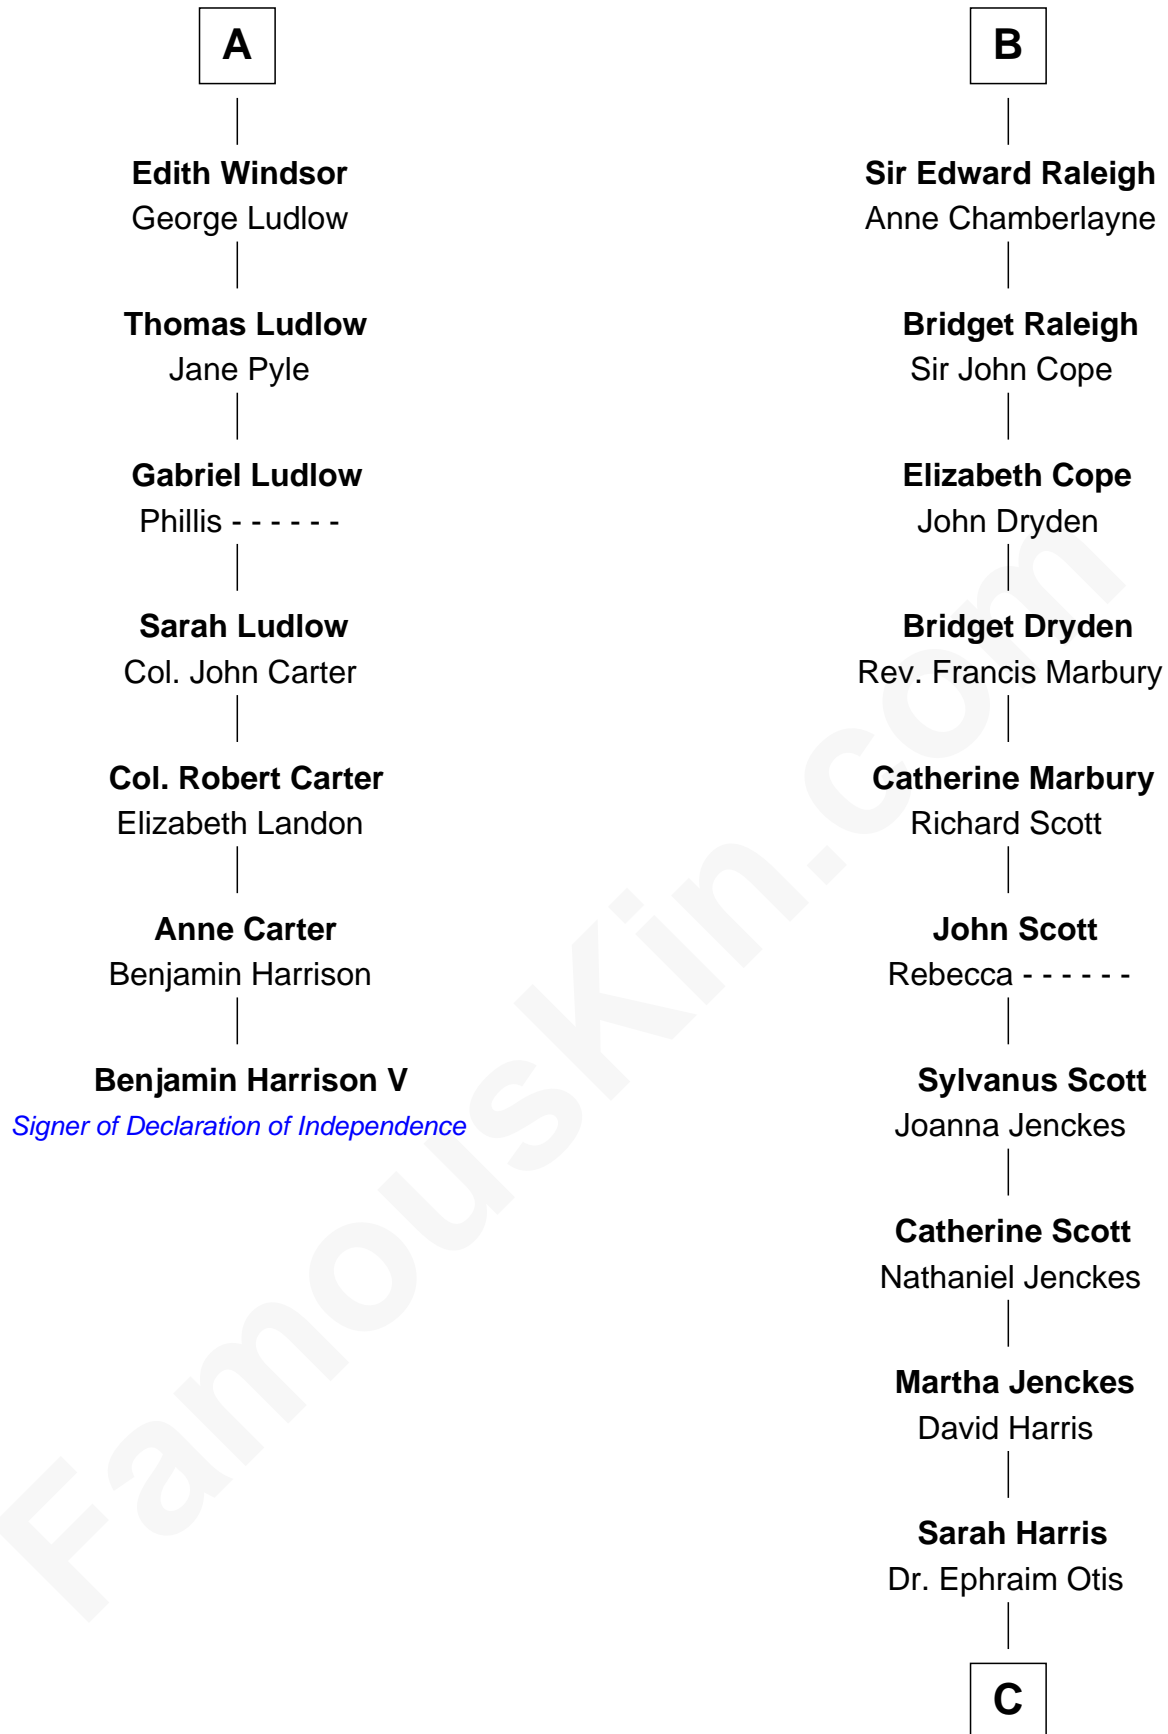 A
Edith Windsor
George Ludlow
Thomas Ludlow
Jane Pyle
Gabriel Ludlow
Phillis - - - - - -
Sarah Ludlow
Col. John Carter
Col. Robert Carter
Elizabeth Landon
Anne Carter
Benjamin Harrison
Benjamin Harrison V
Signer of Declaration of Independence
B
Sir Edward Raleigh
Anne Chamberlayne
Bridget Raleigh
Sir John Cope
Elizabeth Cope
John Dryden
Bridget Dryden
Rev. Francis Marbury
Catherine Marbury
Richard Scott
John Scott
Rebecca - - - - - -
Sylvanus Scott
Joanna Jenckes
Catherine Scott
Nathaniel Jenckes
Martha Jenckes
David Harris
Sarah Harris
Dr. Ephraim Otis
C
FamousKin.com